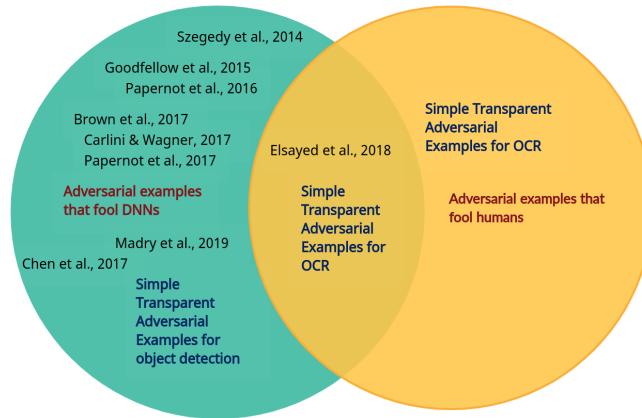 Szegedy et al., 2014
Goodfellow et al., 2015
Papernot et al., 2016
Brown et al., 2017
Carlini & Wagner, 2017
Papernot et al., 2017
Adversarial examples
that fool DNNs
Madry et al., 2019
Chen et al., 2017
Simple
Transparent
Adversarial
Examples for
object detection
Elsayed et al., 2018
Simple
Transparent
Adversarial
Examples for
OCR
Simple Transparent
Adversarial
Examples for OCR
Adversarial examples that
fool humans